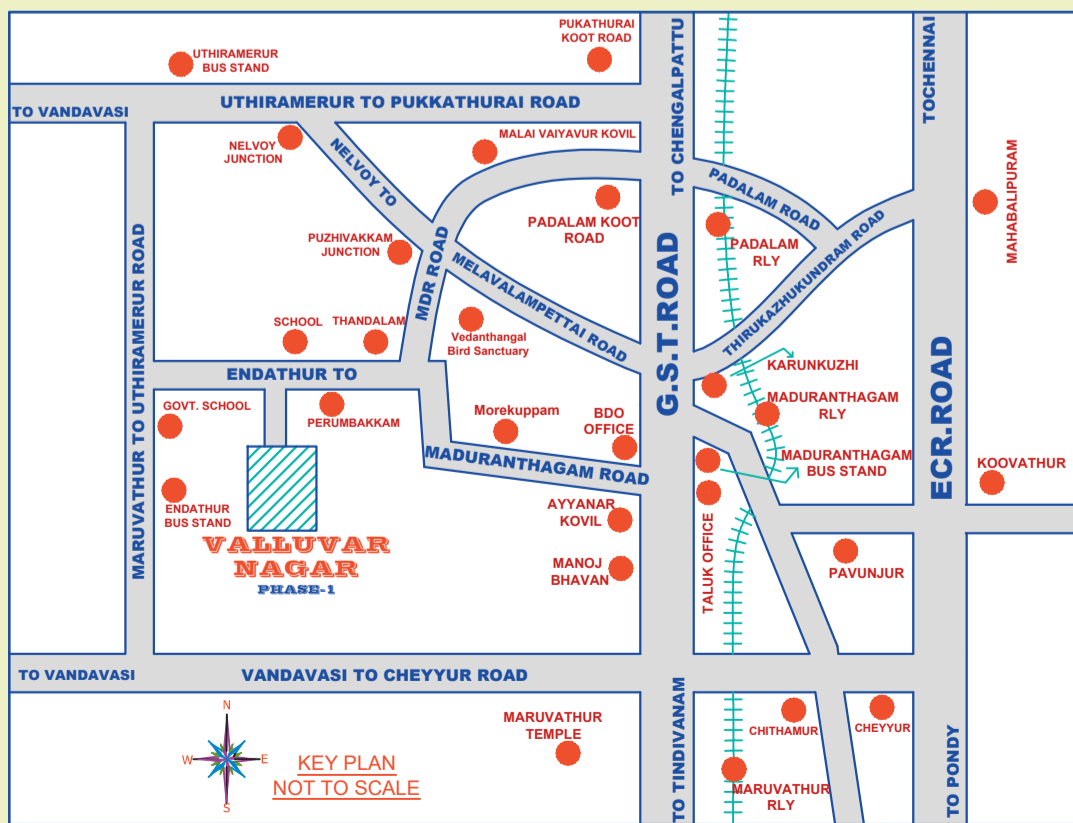 PUKATHURAI
KOOT ROAD
UTHIRAMERUR
BUS STAND
UTHIRAMERUR TO PUKKATHURAI ROAD
TO VANDAVASI
TO CHENGALPATTU
TOCHENNAI
NELVOY
JUNCTION
NELVOY TO
MALAI VAIYAVUR KOVIL
PADALAM ROAD
PADALAM KOOT
ROAD
MAHABALIPURAM
PUZHIVAKKAM
JUNCTION
MDR ROAD
MELAVALAMPETTAI ROAD
PADALAM
RLY
THIRUKAZHUKUNDRAM ROAD
MARUVATHUR TO UTHIRAMERUR ROAD
G.S.T.ROAD
ECR.ROAD
SCHOOL
THANDALAM
Vedanthangal
Bird Sanctuary
KARUNKUZHI
ENDATHUR TO
GOVT. SCHOOL
PERUMBAKKAM
Morekuppam
BDO
OFFICE
MADURANTHAGAM
RLY
MADURANTHAGAM ROAD
MADURANTHAGAM
BUS STAND
KOOVATHUR
ENDATHUR
BUS STAND
AYYANAR
KOVIL
TALUK OFFICE
VALLUVAR
NAGAR
PHASE-1
MANOJ
BHAVAN
PAVUNJUR
TO VANDAVASI
VANDAVASI TO CHEYYUR ROAD
TO TINDIVANAM
TO PONDY
N
W
E
S
KEY PLAN
NOT TO SCALE
MARUVATHUR
TEMPLE
CHITHAMUR
CHEYYUR
MARUVATHUR
RLY